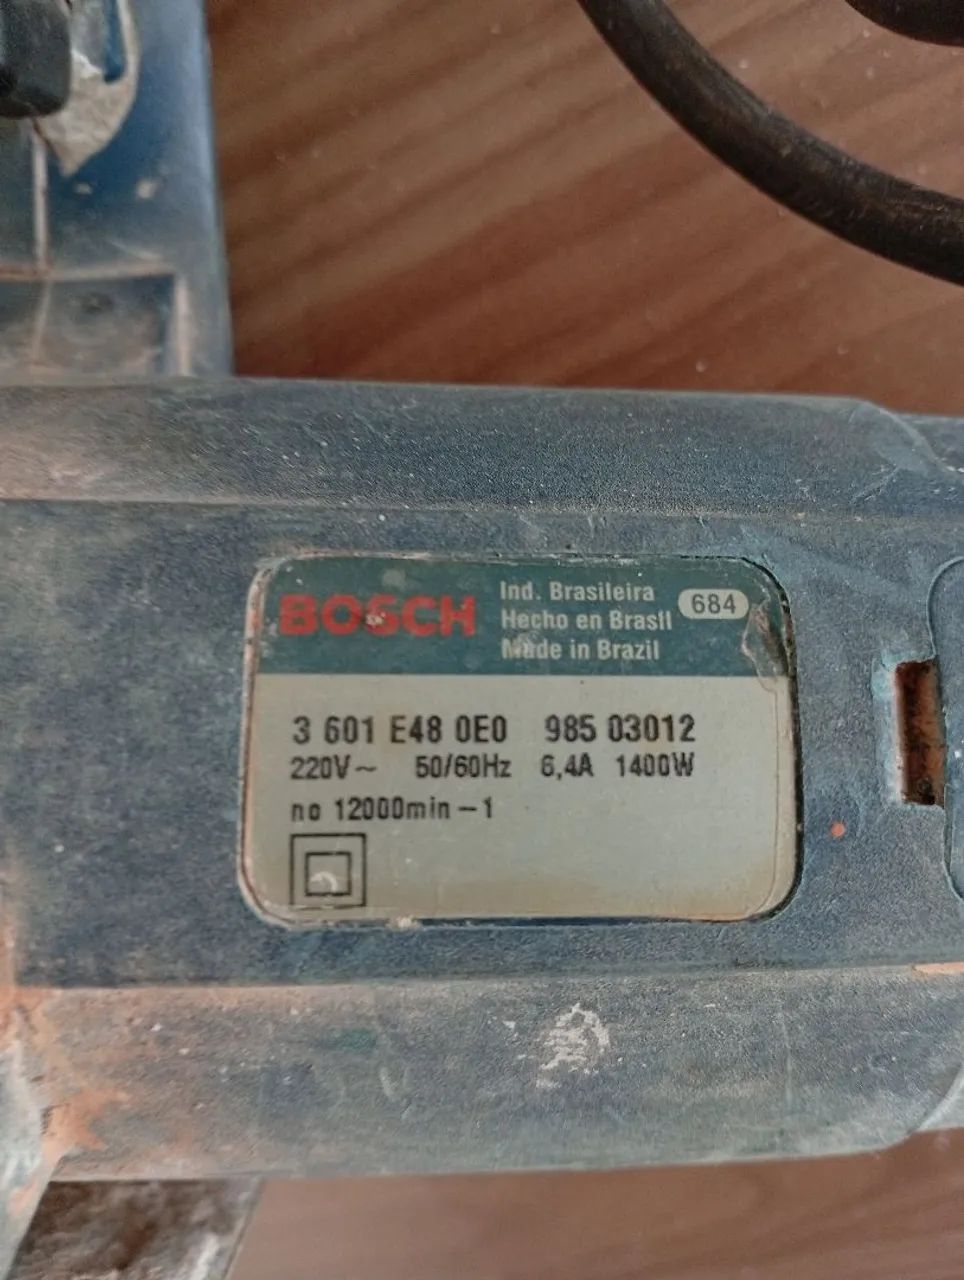 BOSCH
Ind. Brasileira
Hecho en Brasil
Made in Brazil
684
3 601 E48 0E0 985 03012
220V~ 50/60Hz 6,4A 1400W
no 12000min-1